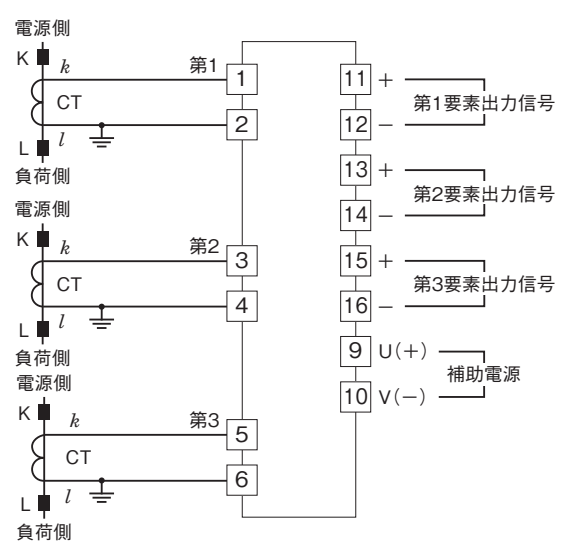 電源側
K
k
第1
1
CT
2
l
L
負荷側
電源側
K
k
第2
3
CT
4
l
L
負荷側
電源側
K
k
第3
5
CT
6
l
L
負荷側
11 +
第1要素出力信号
12 −
13 +
第2要素出力信号
14 −
15 +
第3要素出力信号
16 −
9 U(+)
補助電源
10 V(−)